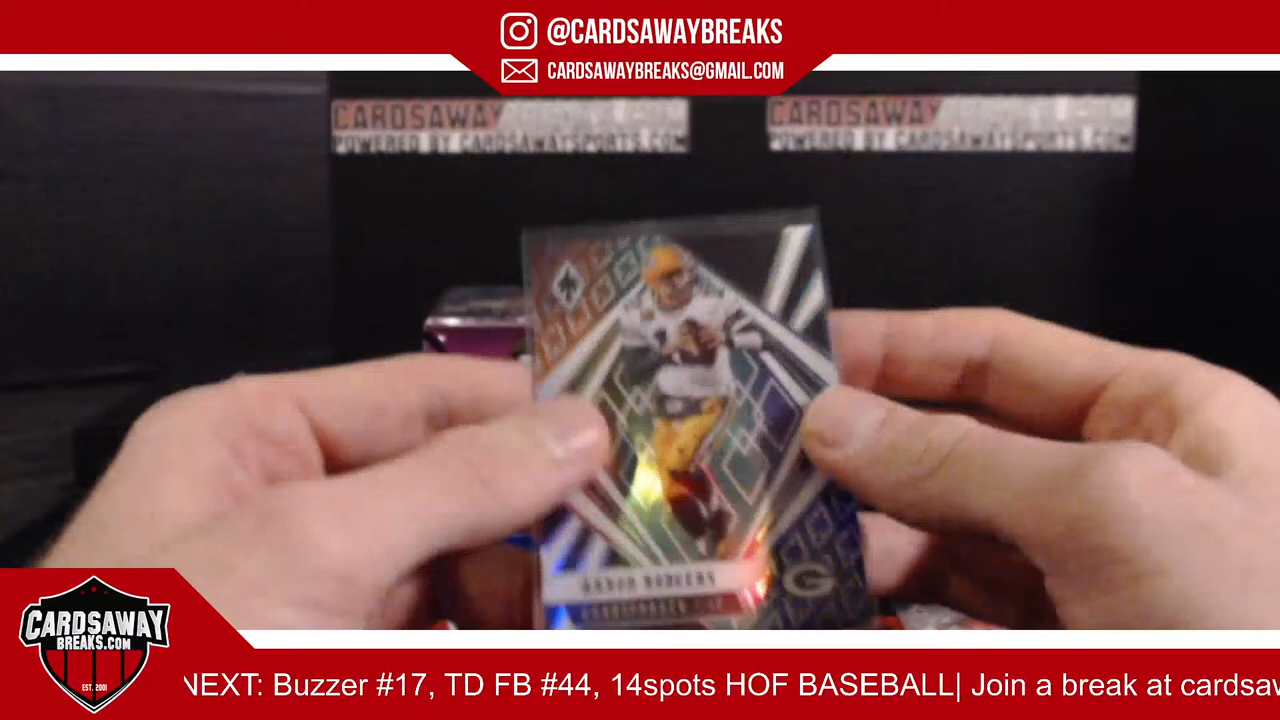 @CARDSAWAYBREAKS
CARDSAWAYBREAKS@GMAIL.COM
CARDSAWAY
POWERED BY CARDSAWAYSPORTS.COM
CARDSAWAY
POWERED BY CARDSAWAYSPORTS.COM
AARON RODGERS
G
CARDSAWAY
BREAKS.COM
EST. 2001
NEXT: Buzzer #17, TD FB #44, 14spots HOF BASEBALL| Join a break at cardsaw